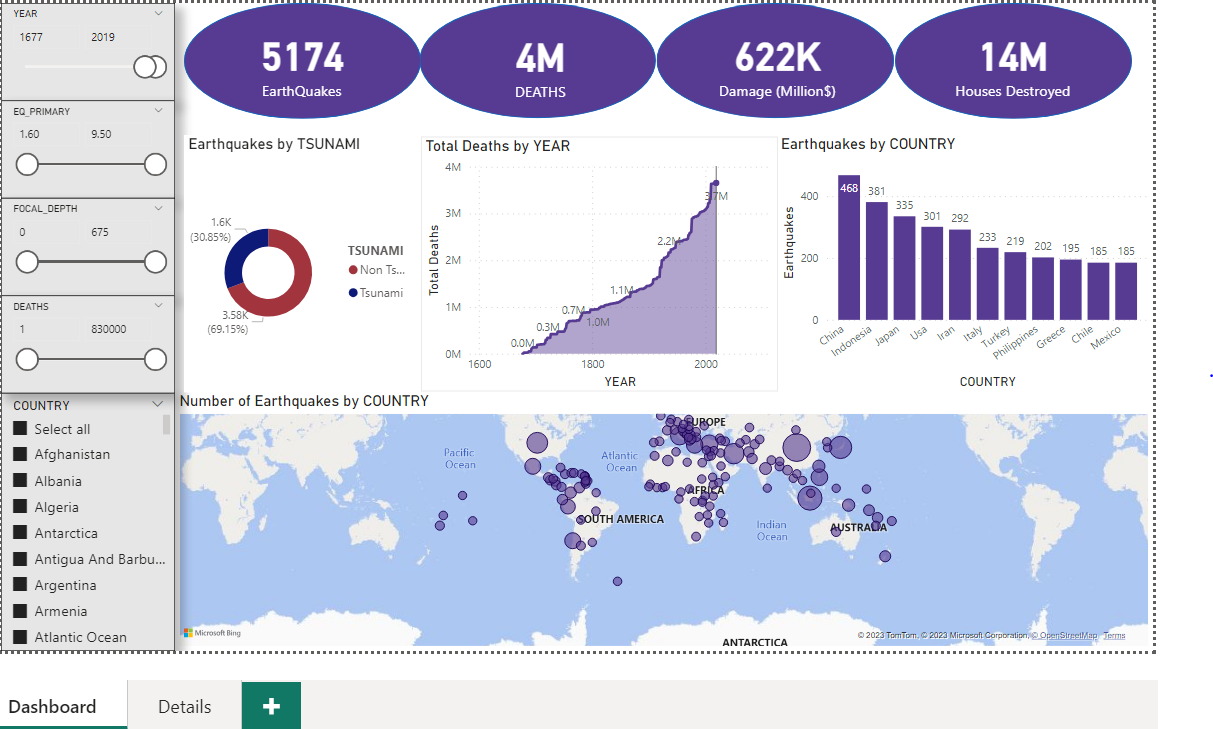 YEAR
1677 2019
EQ_PRIMARY
1.60 9.50
FOCAL_DEPTH
0 675
DEATHS
1 830000
COUNTRY
Select all
Afghanistan
Albania
Algeria
Antarctica
Antigua And Barbu...
Argentina
Armenia
Atlantic Ocean
5174
EarthQuakes
4M
DEATHS
622K
Damage (Million$)
14M
Houses Destroyed
Earthquakes by TSUNAMI
1.6K
(30.85%)
3.58K
(69.15%)
TSUNAMI
Non Ts...
Tsunami
Total Deaths by YEAR
Total Deaths
4M
3M
2M
1M
0M
0.0M
0.3M
0.7M
1.0M
1.1M
2.2M
3.7M
1600 1800 2000
YEAR
Earthquakes by COUNTRY
Earthquakes
400
200
0
468 381 335 301 292 233 219 202 195 185 185
China Indonesia Japan Usa Iran Italy Turkey Philippines Greece Chile Mexico
COUNTRY
Number of Earthquakes by COUNTRY
EUROPE
Pacific
Ocean
Atlantic
Ocean
AFRICA
SOUTH AMERICA
Indian
Ocean
AUSTRALIA
ANTARCTICA
Microsoft Bing
© 2023 TomTom, © 2023 Microsoft Corporation, © OpenStreetMap Terms
Dashboard Details +